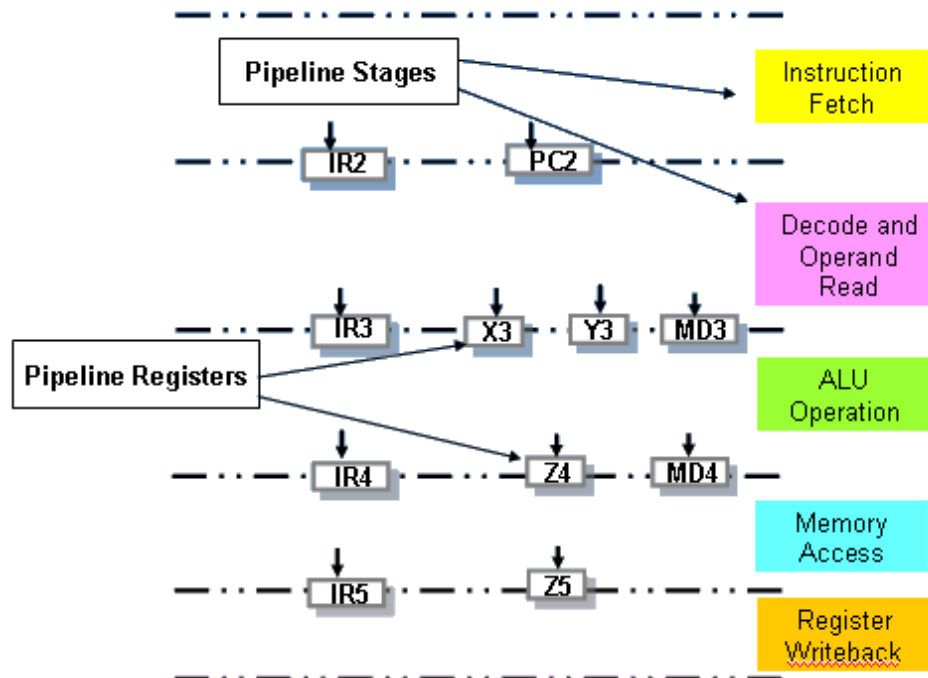 Pipeline Stages
Instruction
Fetch
IR2
PC2
Decode and
Operand
Read
IR3
X3
Y3
MD3
Pipeline Registers
ALU
Operation
IR4
Z4
MD4
Memory
Access
IR5
Z5
Register
Writeback